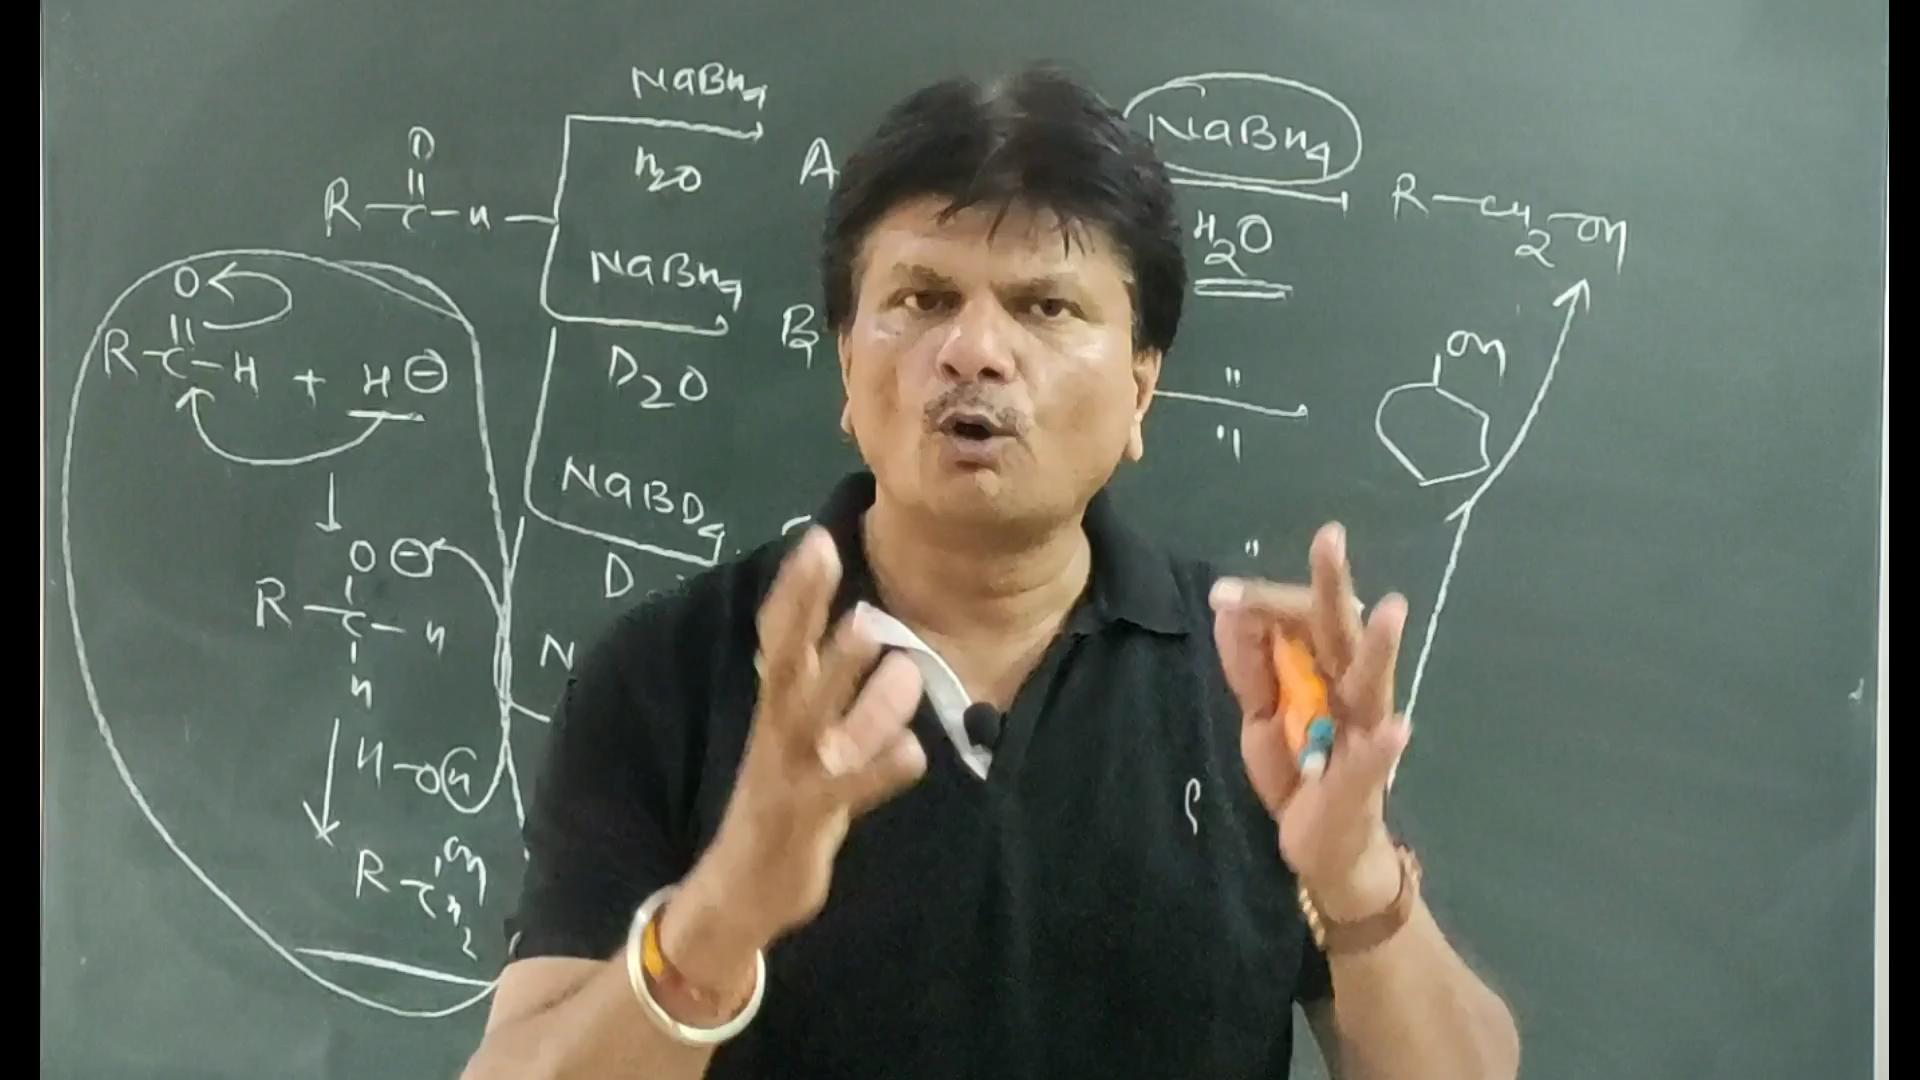 NaBH4
H2O
A
O
||
R-C-H
NaBH4
D2O
B
NaBD4
D
N
NaBH4
H2O
R-CH2-OH
OH
"
"
"
O
||
R-C-H + H⊖
↓
O⊖
R-C-H
H
H-OH
OH
R-CH2